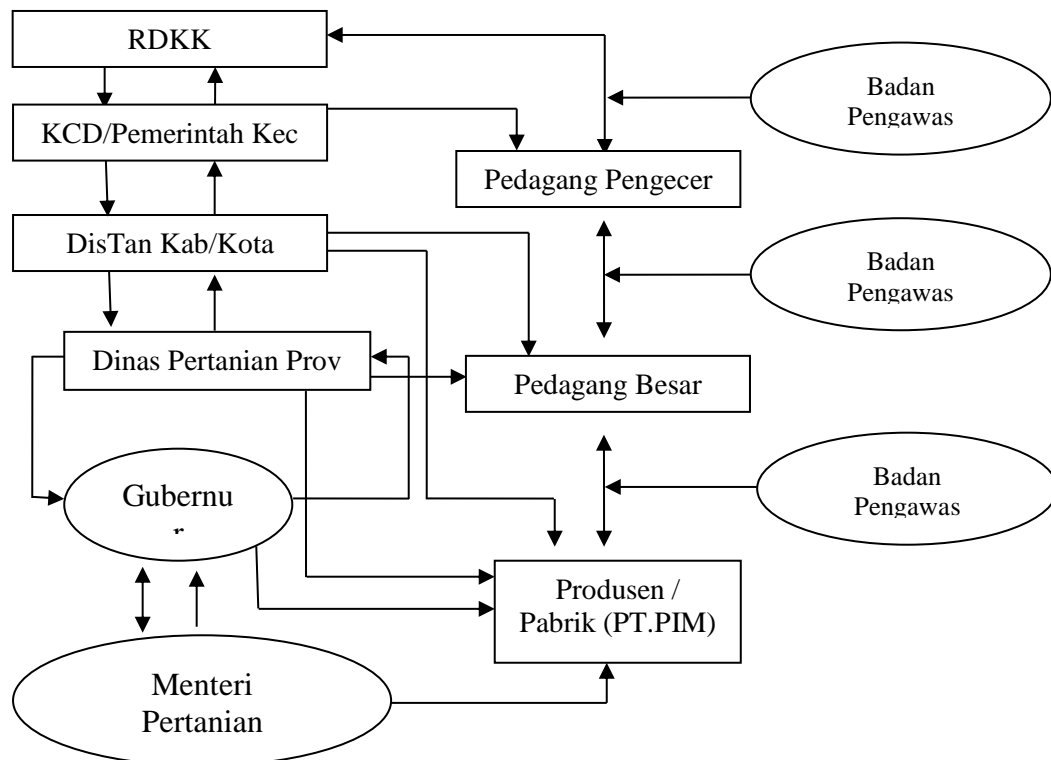 RDKK
Badan
Pengawas
KCD/Pemerintah Kec
Pedagang Pengecer
DisTan Kab/Kota
Badan
Pengawas
Dinas Pertanian Prov
Pedagang Besar
Badan
Pengawas
Gubernu
r
Produsen /
Pabrik (PT.PIM)
Menteri
Pertanian